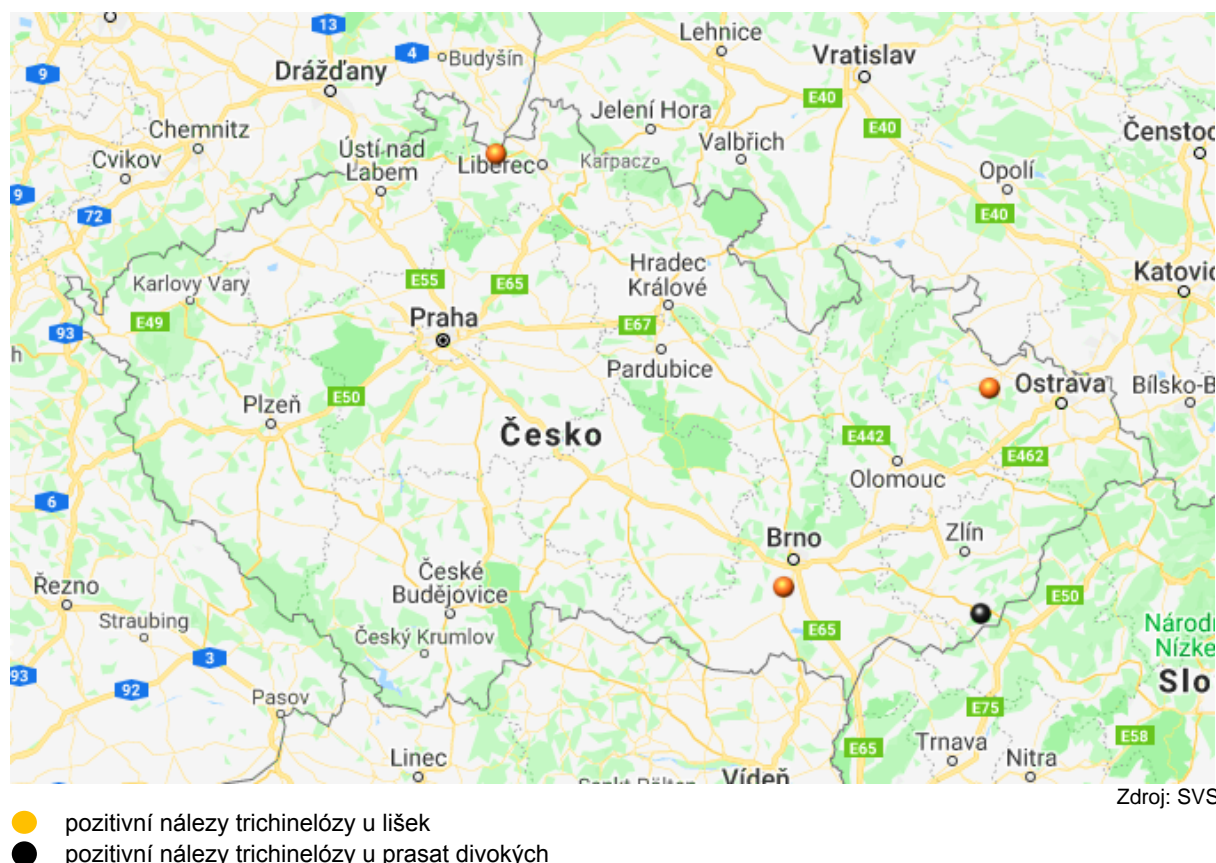 13
Lehnice
Vratislav
4
Budyšín
9
Drážďany
E40
Jelení Hora
E40
Chemnitz
Valbřich
Čenstoc
Ústí nad
Labem
Liberec
Karpacz
Cvikov
Opolí
9
72
E40
Hradec
Králové
Katovic
Karlovy Vary
E55
E65
Praha
E67
E49
93
h
Pardubice
Ostrava
Bílsko-B
Plzeň
E50
Česko
E442
E462
Olomouc
6
Brno
Zlín
České
Budějovice
Řezno
E50
Straubing
Český Krumlov
E65
Národ
Nízke
3
93
92
Slo
Pasov
E75
E58
Trnava
Linec
E65
Nitra
Sankt Pölten
Vídeň
Zdroj: SVS
pozitivní nálezy trichinelózy u lišek
pozitivní nálezy trichinelózy u prasat divokých